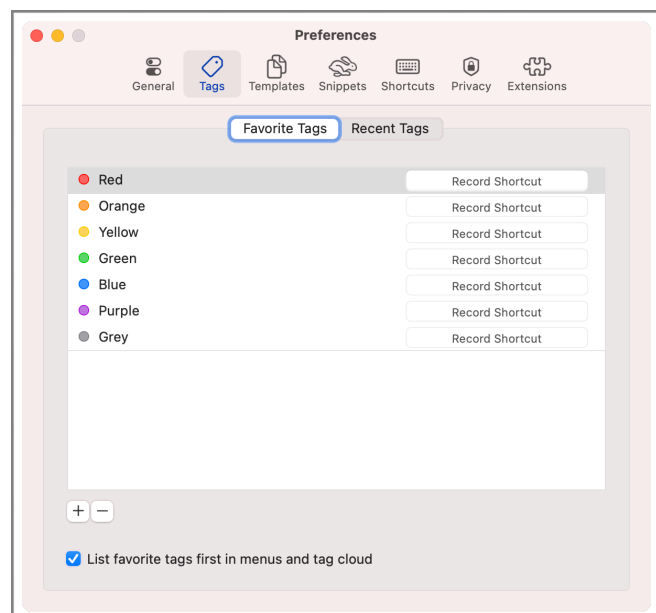 Preferences
General Tags Templates Snippets Shortcuts Privacy Extensions
Favorite Tags Recent Tags
Red Record Shortcut
Orange Record Shortcut
Yellow Record Shortcut
Green Record Shortcut
Blue Record Shortcut
Purple Record Shortcut
Grey Record Shortcut
+ −
List favorite tags first in menus and tag cloud